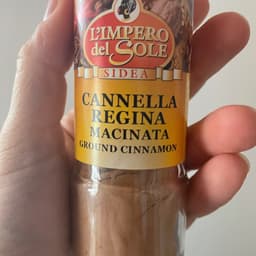 L'IMPERO
del SOLE
SIDEA
CANNELLA
REGINA
MACINATA
GROUND CINNAMON